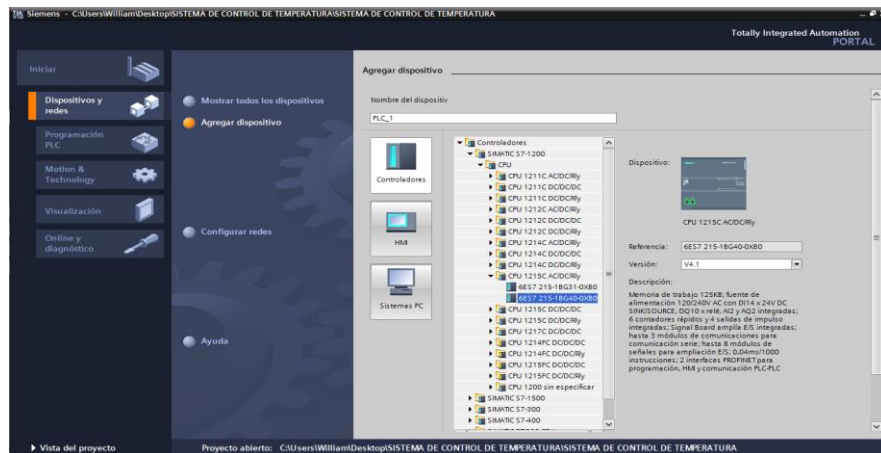 Siemens - C:\Users\William\Desktop\SISTEMA DE CONTROL DE TEMPERATURA\SISTEMA DE CONTROL DE TEMPERATURA
Totally Integrated Automation
PORTAL
Iniciar
Dispositivos y
redes
Programación
PLC
Motion &
Technology
Visualización
Online y
diagnóstico
Mostrar todos los dispositivos
Agregar dispositivo
Configurar redes
Ayuda
Agregar dispositivo
Nombre del dispositiv
PLC_1
Controladores
HMI
Sistemas PC
Controladores
SIMATIC S7-1200
CPU
CPU 1211C AC/DC/Rly
CPU 1211C DC/DC/DC
CPU 1211C DC/DC/Rly
CPU 1212C AC/DC/Rly
CPU 1212C DC/DC/DC
CPU 1212C DC/DC/Rly
CPU 1214C AC/DC/Rly
CPU 1214C DC/DC/DC
CPU 1214C DC/DC/Rly
CPU 1215C AC/DC/Rly
6ES7 215-1BG31-0XB0
6ES7 215-1BG40-0XB0
CPU 1215C DC/DC/DC
CPU 1215C DC/DC/Rly
CPU 1217C DC/DC/DC
CPU 1214FC DC/DC/DC
CPU 1214FC DC/DC/Rly
CPU 1215FC DC/DC/DC
CPU 1215FC DC/DC/Rly
CPU 1200 sin especificar
SIMATIC S7-1500
SIMATIC S7-300
SIMATIC S7-400
Dispositivo:
CPU 1215C AC/DC/Rly
Referencia: 6ES7 215-1BG40-0XB0
Versión: V4.1
Descripción:
Memoria de trabajo 125KB; fuente de
alimentación 120/240V AC con DI14 x 24V DC
SINK/SOURCE, DQ10 x relé, AI2 y AQ2 integradas;
6 contadores rápidos y 4 salidas de impulso
integradas; Signal Board amplía E/S integradas;
hasta 3 módulos de comunicaciones para
comunicación serie; hasta 8 módulos de
señales para ampliación E/S; 0,04ms/1000
instrucciones; 2 interfaces PROFINET para
programación, HMI y comunicación PLC-PLC
Vista del proyecto
Proyecto abierto: C:\Users\William\Desktop\SISTEMA DE CONTROL DE TEMPERATURA\SISTEMA DE CONTROL DE TEMPERATURA